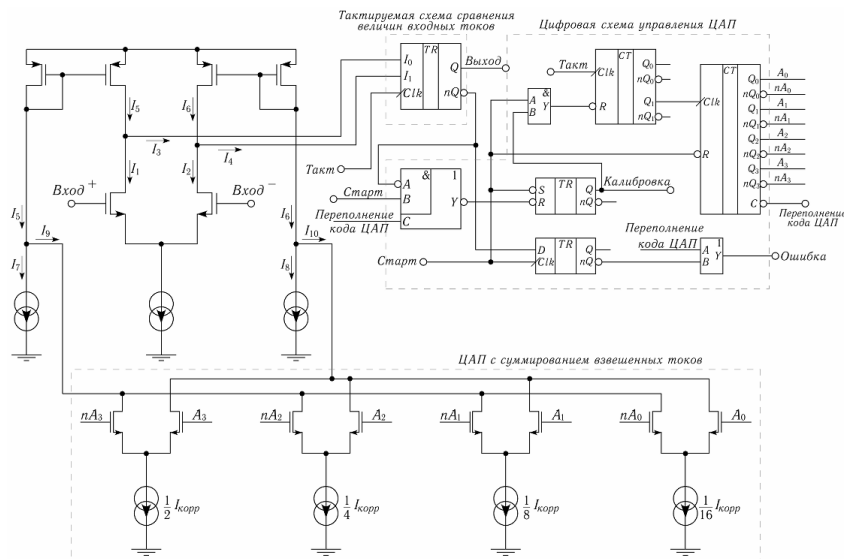 Тактируемая схема сравнения
величин входных токов
Цифровая схема управления ЦАП
I0
I1
Clk
TR
Q
nQ
Выход
Такт
Clk
CT
Q0
nQ0
Q1
nQ1
R
&
A
B
Y
Clk
R
CT
Q0
nQ0
Q1
nQ1
Q2
nQ2
Q3
nQ3
C
A0
nA0
A1
nA1
A2
nA2
A3
nA3
Переполнение
кода ЦАП
I5
I6
I3
I4
I1
I2
Вход+
Вход−
Такт
Старт
Переполнение
кода ЦАП
A
B
C
&
1
Y
S
R
TR
Q
nQ
Калибровка
I5
I9
I7
I6
I10
I8
Старт
D
Clk
TR
Q
nQ
Переполнение
кода ЦАП
A
B
1
Y
Ошибка
ЦАП с суммированием взвешенных токов
nA3
A3
nA2
A2
nA1
A1
nA0
A0
1/2 Iкорр
1/4 Iкорр
1/8 Iкорр
1/16 Iкорр